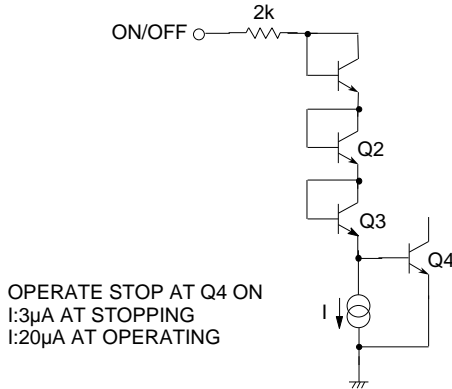 2k
ON/OFF
Q2
Q3
Q4
I
OPERATE STOP AT Q4 ON
I:3µA AT STOPPING
I:20µA AT OPERATING